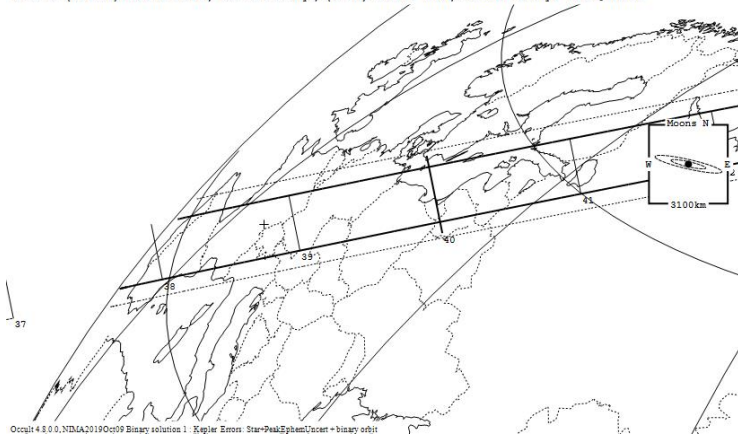 Moons N
W
E
3100km
2
41
40
39
38
37
Occult 4.8.0.0, NIMA2019Oct09 Binary solution 1 : Kepler Errors: Star+PeakEphemUncert + binary orbit